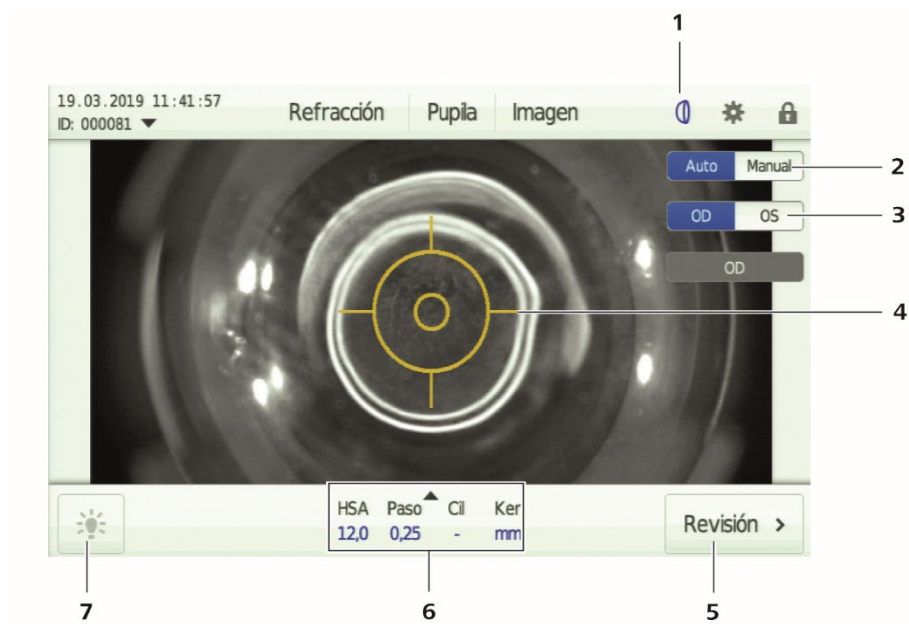 1
19.03.2019 11:41:57
ID: 000081
Refracción Pupila Imagen
Auto Manual
2
OD OS
3
OD
4
HSA Paso Cil Ker
12,0 0,25 - mm
Revisión >
7
6
5